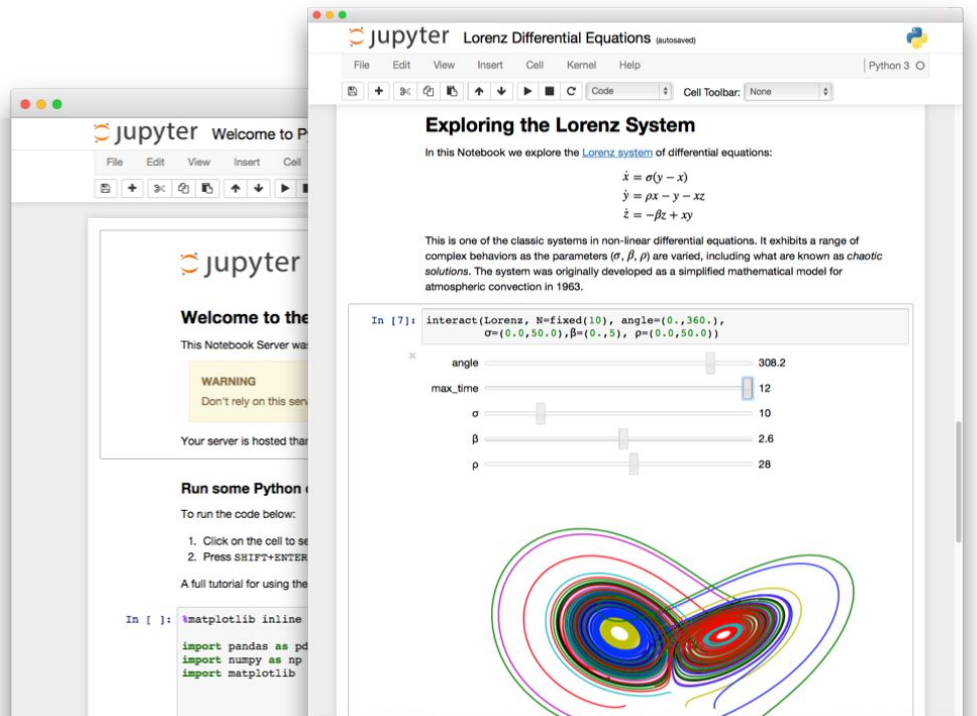 jupyter Lorenz Differential Equations (autosaved)
File Edit View Insert Cell Kernel Help Python 3
Code Cell Toolbar: None
Exploring the Lorenz System
In this Notebook we explore the Lorenz system of differential equations:
ẋ = σ(y − x)
ẏ = ρx − y − xz
ż = −βz + xy
This is one of the classic systems in non-linear differential equations. It exhibits a range of
complex behaviors as the parameters (σ, β, ρ) are varied, including what are known as chaotic
solutions. The system was originally developed as a simplified mathematical model for
atmospheric convection in 1963.
In [7]: interact(Lorenz, N=fixed(10), angle=(0.,360.),
σ=(0.0,50.0),β=(0.,5), ρ=(0.0,50.0))
angle 308.2
max_time 12
σ 10
β 2.6
ρ 28
jupyter Welcome to P
File Edit View Insert Cell
jupyter
Welcome to the
This Notebook Server was
WARNING
Don't rely on this serv
Your server is hosted than
Run some Python
To run the code below:
1. Click on the cell to se
2. Press SHIFT+ENTER
A full tutorial for using the
In [ ]: %matplotlib inline
import pandas as pd
import numpy as np
import matplotlib